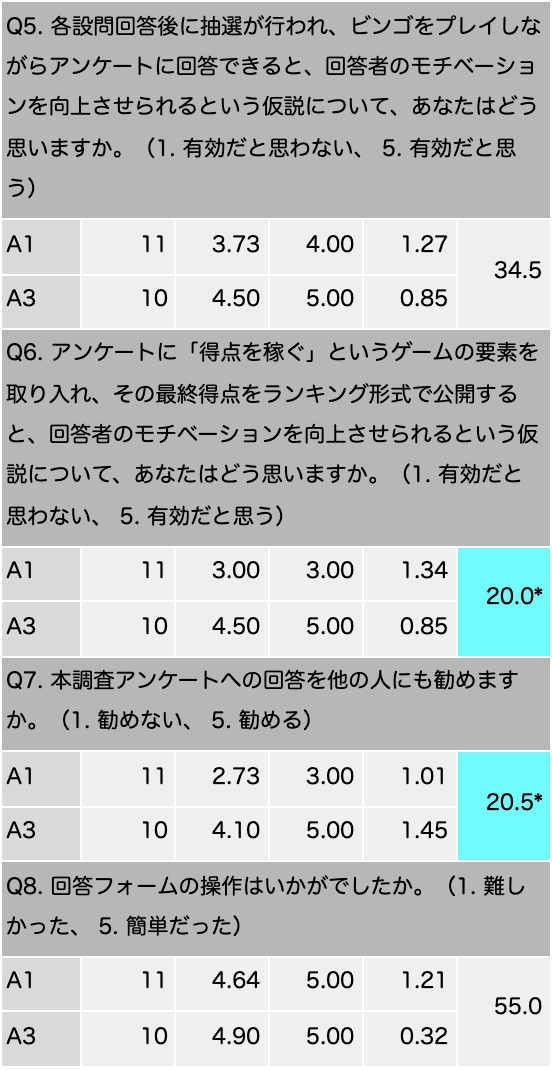 Q5. 各設問回答後に抽選が行われ、ビンゴをプレイしな
がらアンケートに回答できると、回答者のモチベーショ
ンを向上させられるという仮説について、あなたはどう
思いますか。（1. 有効だと思わない、 5. 有効だと思
う）
A1 11 3.73 4.00 1.27
34.5
A3 10 4.50 5.00 0.85
Q6. アンケートに「得点を稼ぐ」というゲームの要素を
取り入れ、その最終得点をランキング形式で公開する
と、回答者のモチベーションを向上させられるという仮
説について、あなたはどう思いますか。（1. 有効だと
思わない、 5. 有効だと思う）
A1 11 3.00 3.00 1.34
20.0*
A3 10 4.50 5.00 0.85
Q7. 本調査アンケートへの回答を他の人にも勧めます
か。（1. 勧めない、 5. 勧める）
A1 11 2.73 3.00 1.01
20.5*
A3 10 4.10 5.00 1.45
Q8. 回答フォームの操作はいかがでしたか。（1. 難し
かった、 5. 簡単だった）
A1 11 4.64 5.00 1.21
55.0
A3 10 4.90 5.00 0.32